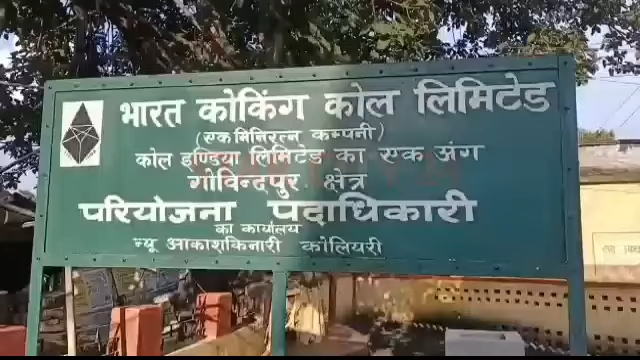 भारत कोकिंग कोल लिमिटेड
(एक मिनिरत्न कम्पनी)
कोल इण्डिया लिमिटेड का एक अंग
गोविन्दपुर क्षेत्र
परियोजना पदाधिकारी
का कार्यालय
न्यू आकाशकिनारी कोलियरी